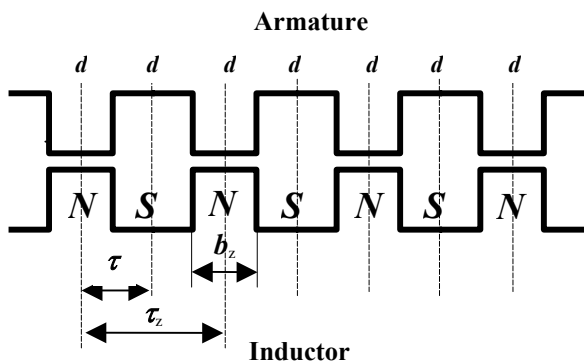 Armature
d d d d d d d
N S N S N S N
b_z
τ
τ_z
Inductor